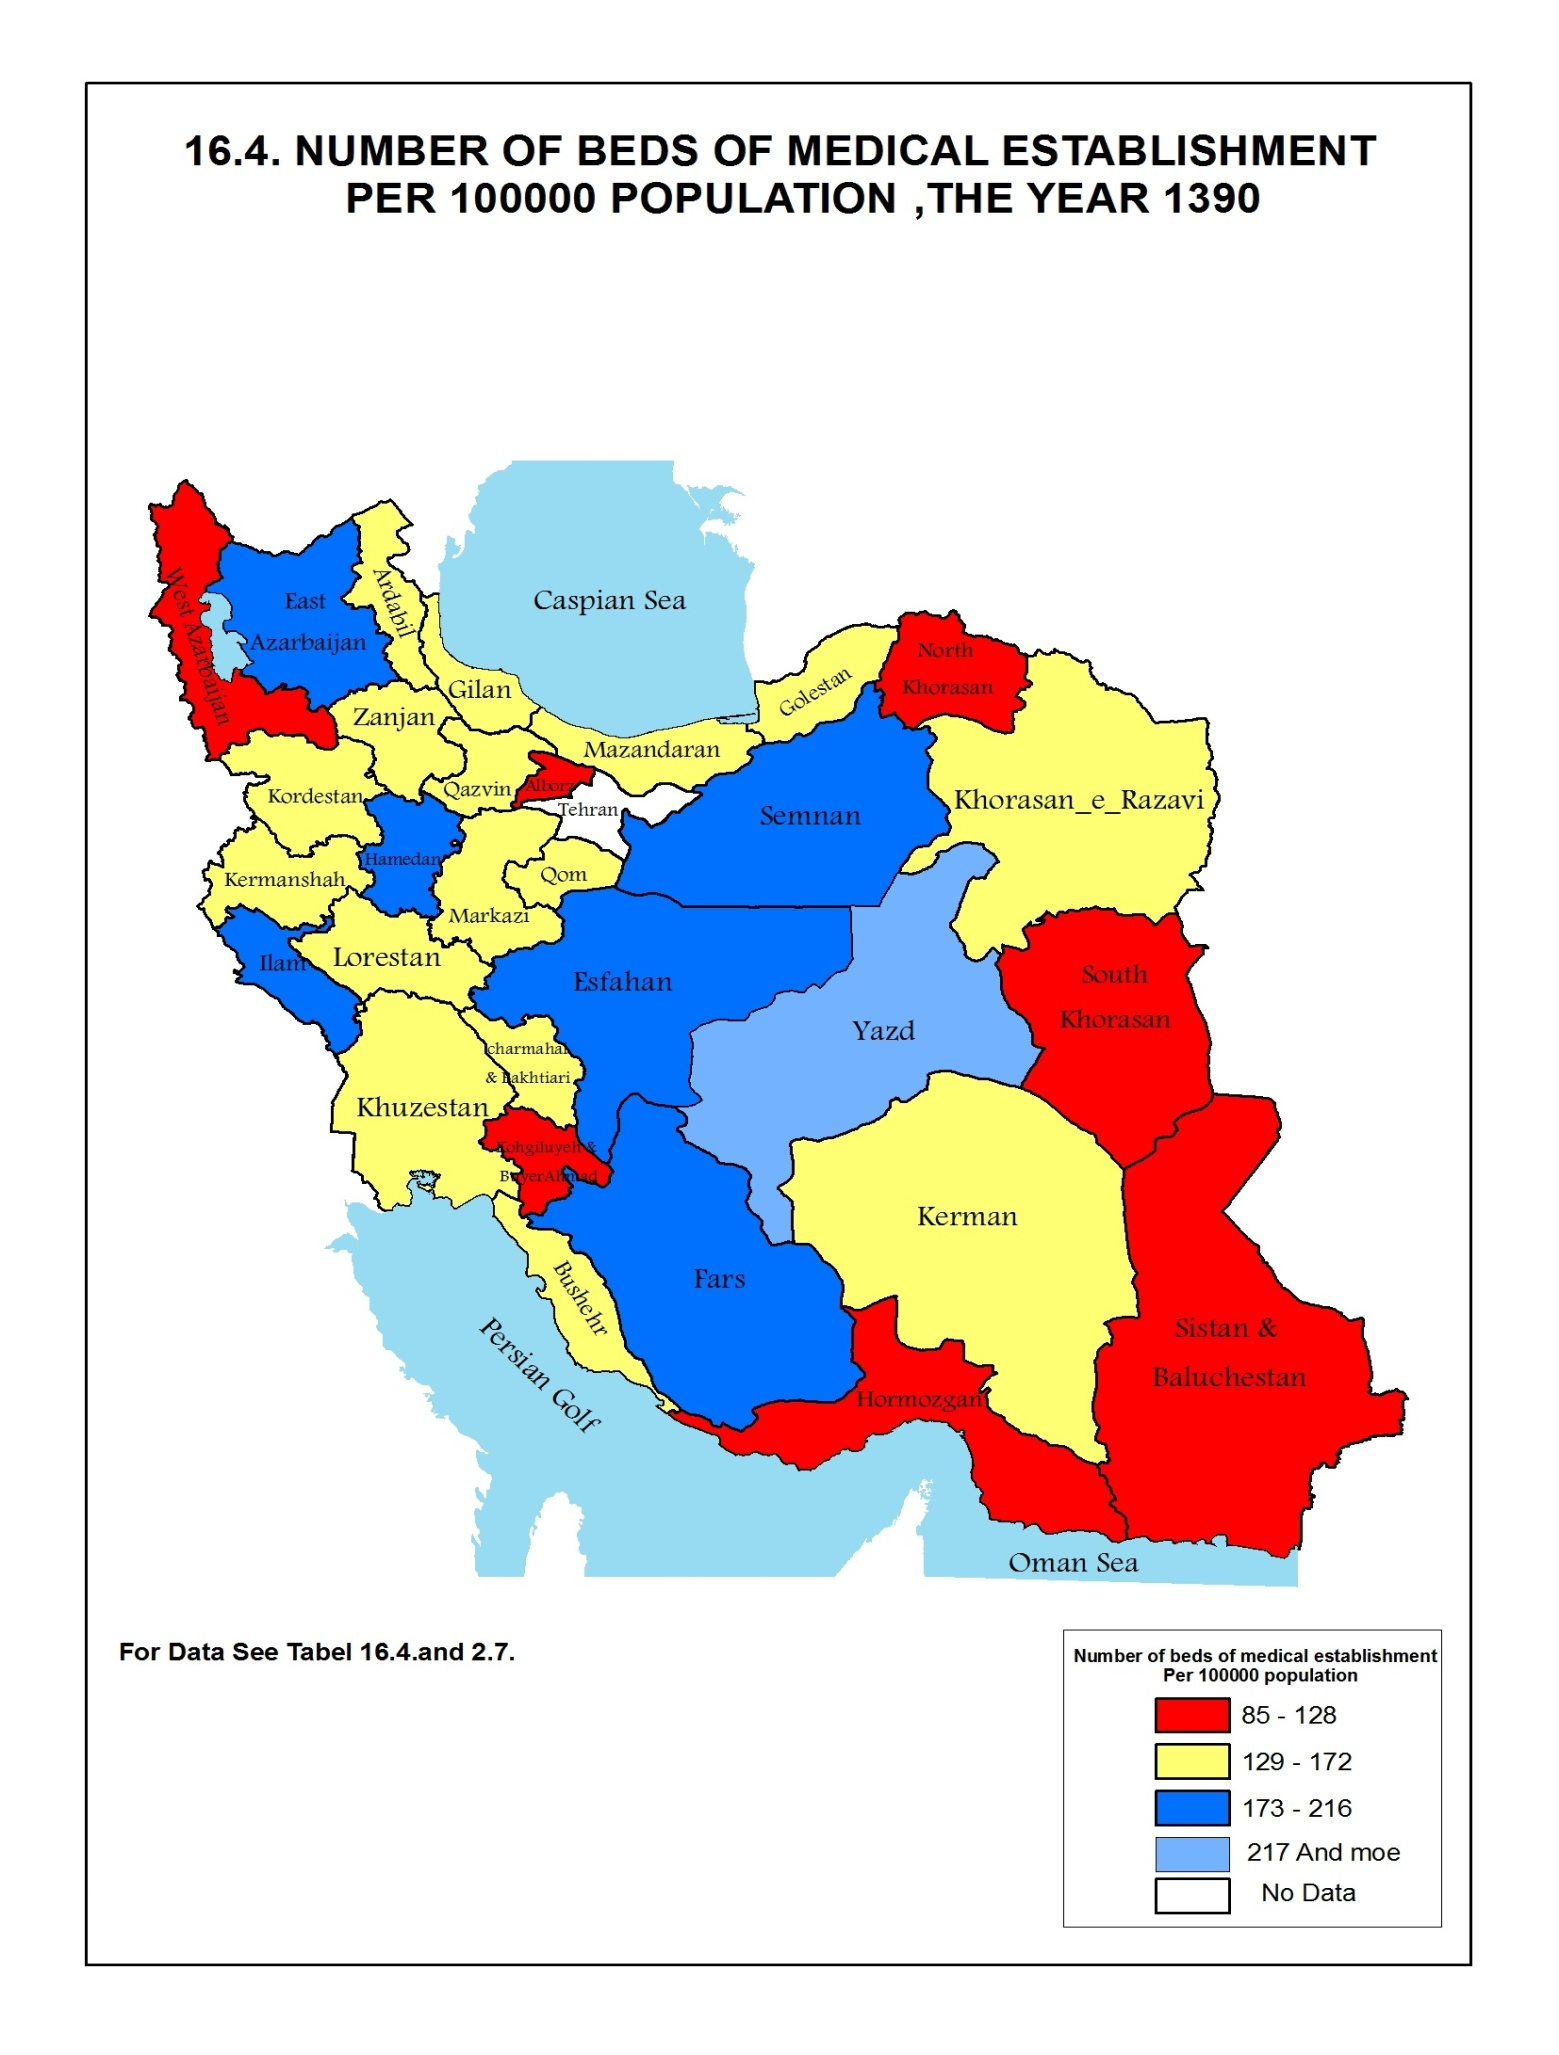 16.4. NUMBER OF BEDS OF MEDICAL ESTABLISHMENT
PER 100000 POPULATION ,THE YEAR 1390
Caspian Sea
West Azarbaijan
East
Azarbaijan
Ardabil
Gilan
Zanjan
Golestan
North
Khorasan
Mazandaran
Qazvin
Alborz
Tehran
Kordestan
Semnan
Khorasan_e_Razavi
Hamedan
Kermanshah
Qom
Markazi
Ilam
Lorestan
Esfahan
South
Khorasan
Yazd
charmahal
& Bakhtiari
Khuzestan
Kohgiluyeh &
BuyerAhmad
Kerman
Fars
Bushehr
Persian Golf
Sistan &
Baluchestan
Hormozgan
Oman Sea
For Data See Tabel 16.4.and 2.7.
Number of beds of medical establishment
Per 100000 population
85 - 128
129 - 172
173 - 216
217 And moe
No Data